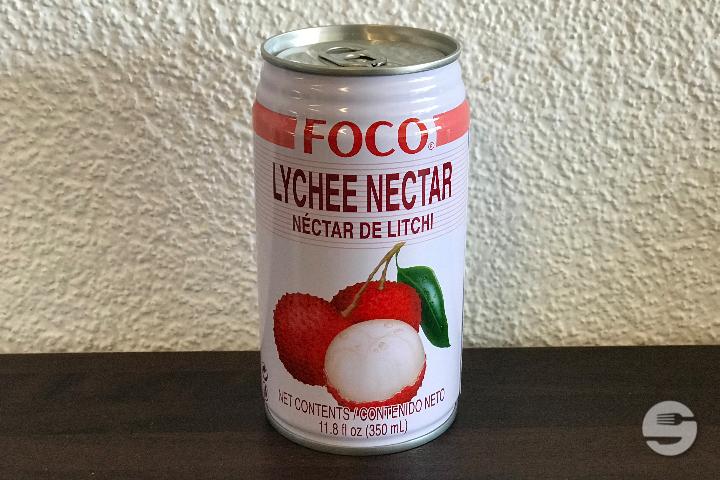 FOCO®
LYCHEE NECTAR
NÉCTAR DE LITCHI
NET CONTENTS / CONTENIDO NETO
11.8 fl oz (350 mL)